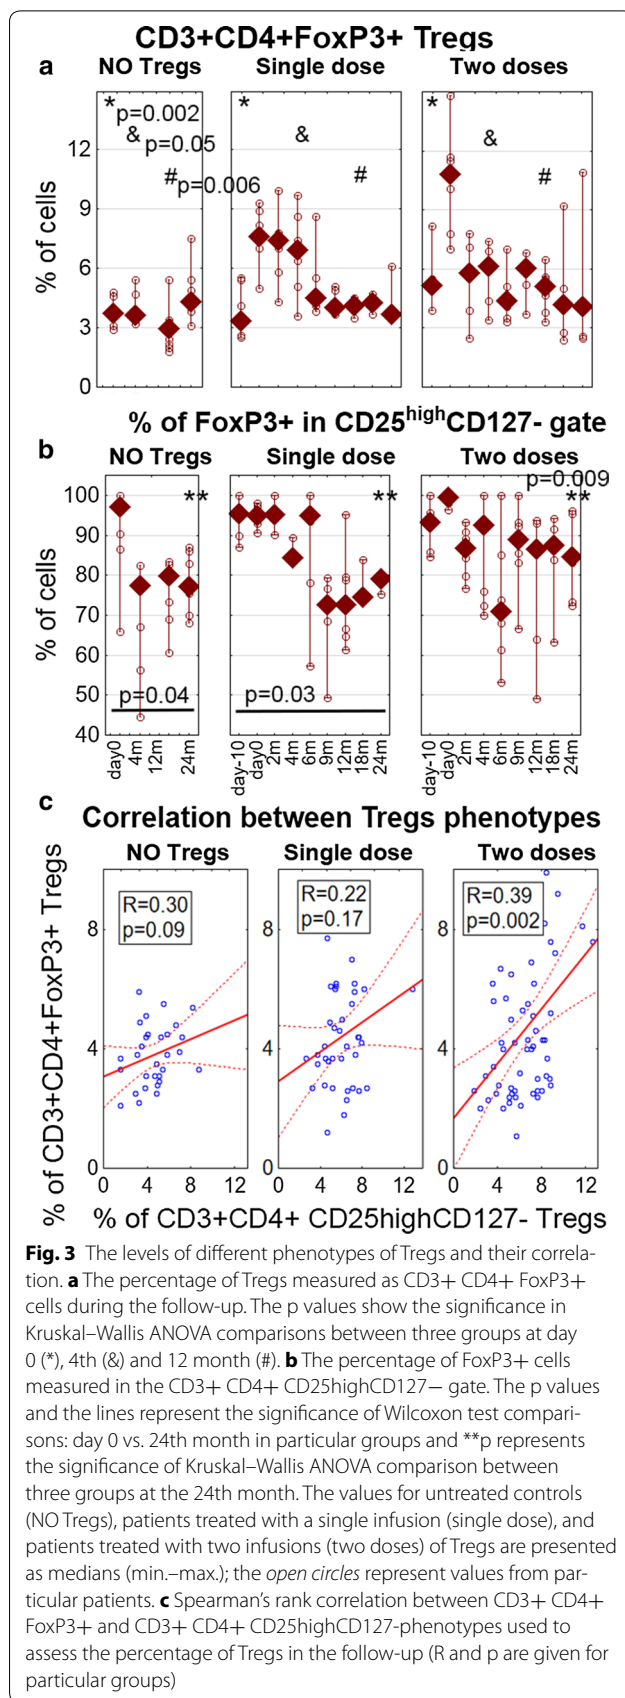 CD3+CD4+FoxP3+ Tregs
a NO Tregs Single dose Two doses
* p=0.002 * *
& p=0.05 & &
# p=0.006 # #
% of cells
12
9
6
3
0
% of FoxP3+ in CD25highCD127- gate
b NO Tregs Single dose Two doses
p=0.009
** ** **
% of cells
100
90
80
70
60
50
40
p=0.04 p=0.03
day0 4m 12m 24m day-10 day0 2m 4m 6m 9m 12m 18m 24m day-10 day0 2m 4m 6m 9m 12m 18m 24m
c Correlation between Tregs phenotypes
NO Tregs Single dose Two doses
R=0.30 R=0.22 R=0.39
p=0.09 p=0.17 p=0.002
% of CD3+CD4+FoxP3+ Tregs
8 8 8
4 4 4
0 0 0
0 4 8 12 0 4 8 12 0 4 8 12
% of CD3+CD4+ CD25highCD127- Tregs
Fig. 3 The levels of different phenotypes of Tregs and their correla-
tion. a The percentage of Tregs measured as CD3+ CD4+ FoxP3+
cells during the follow-up. The p values show the significance in
Kruskal–Wallis ANOVA comparisons between three groups at day
0 (*), 4th (&) and 12 month (#). b The percentage of FoxP3+ cells
measured in the CD3+ CD4+ CD25highCD127− gate. The p values
and the lines represent the significance of Wilcoxon test compari-
sons: day 0 vs. 24th month in particular groups and **p represents
the significance of Kruskal–Wallis ANOVA comparison between
three groups at the 24th month. The values for untreated controls
(NO Tregs), patients treated with a single infusion (single dose), and
patients treated with two infusions (two doses) of Tregs are presented
as medians (min.–max.); the open circles represent values from par-
ticular patients. c Spearman's rank correlation between CD3+ CD4+
FoxP3+ and CD3+ CD4+ CD25highCD127-phenotypes used to
assess the percentage of Tregs in the follow-up (R and p are given for
particular groups)